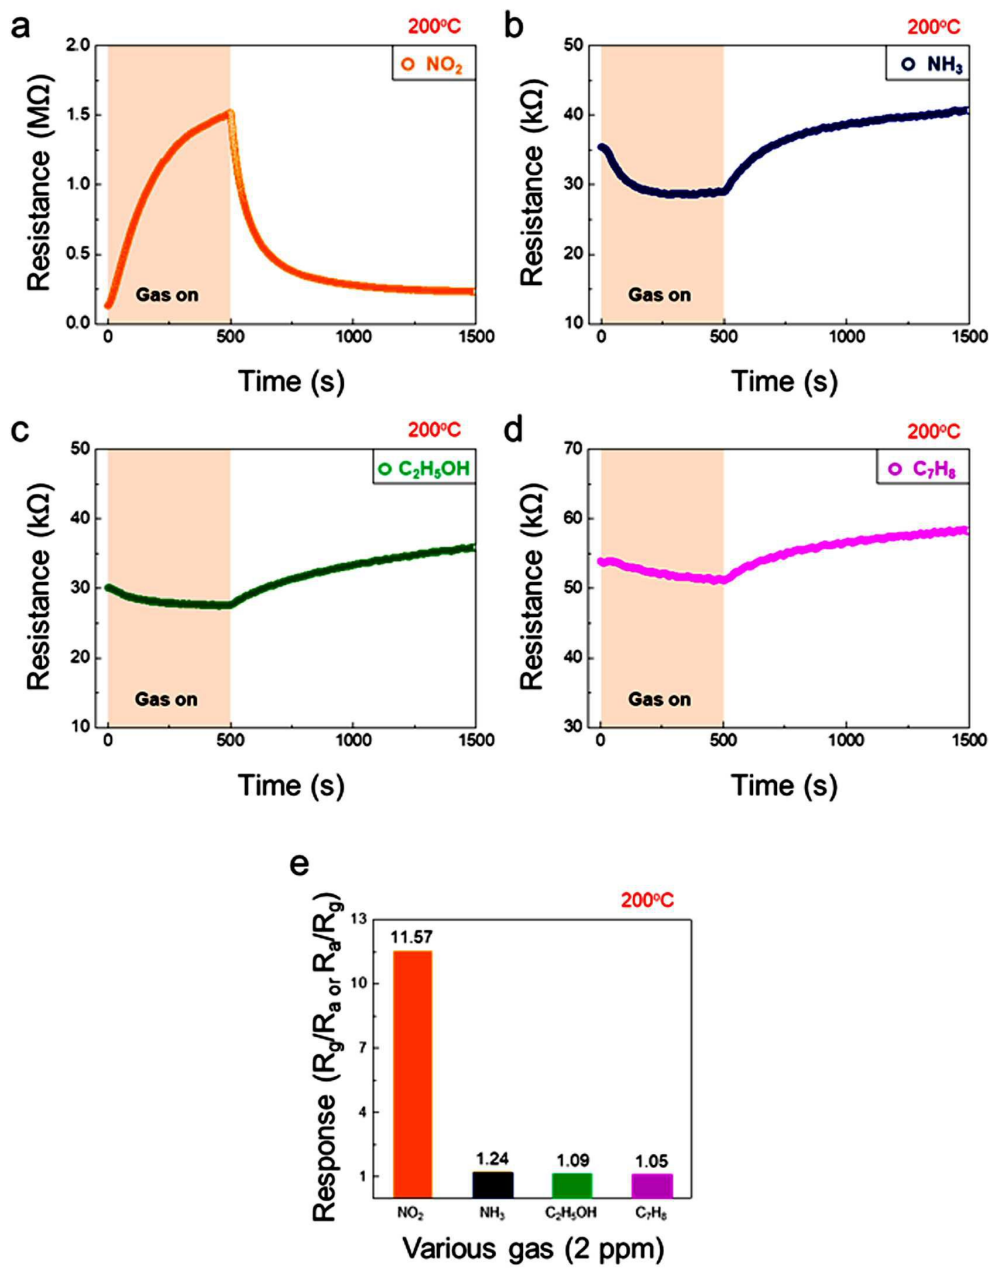 a
200°C
NO₂
Resistance (MΩ)
2.0
1.5
1.0
0.5
0.0
Gas on
0 500 1000 1500
Time (s)
b
200°C
NH₃
Resistance (kΩ)
50
40
30
20
10
Gas on
0 500 1000 1500
Time (s)
c
200°C
C₂H₅OH
Resistance (kΩ)
50
40
30
20
10
Gas on
0 500 1000 1500
Time (s)
d
200°C
C₇H₈
Resistance (kΩ)
70
60
50
40
30
Gas on
0 500 1000 1500
Time (s)
e
200°C
Response (Rg/Ra or Ra/Rg)
13
10
7
4
1
11.57
1.24
1.09
1.05
NO₂ NH₃ C₂H₅OH C₇H₈
Various gas (2 ppm)